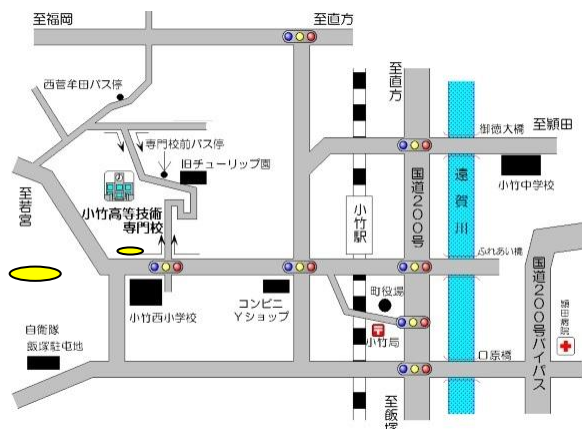 至福岡
至直方
西菅牟田バス停
至直方
御徳大橋
至頴田
専門校前バス停
旧チューリップ園
小竹中学校
小竹高等技術
専門校
至若宮
小竹駅
国道200号
遠賀川
ふれあい橋
国道200号バイパス
小竹西小学校
コンビニ
Yショップ
町役場
小竹局
自衛隊
飯塚駐屯地
口原橋
頴田病院
至飯塚